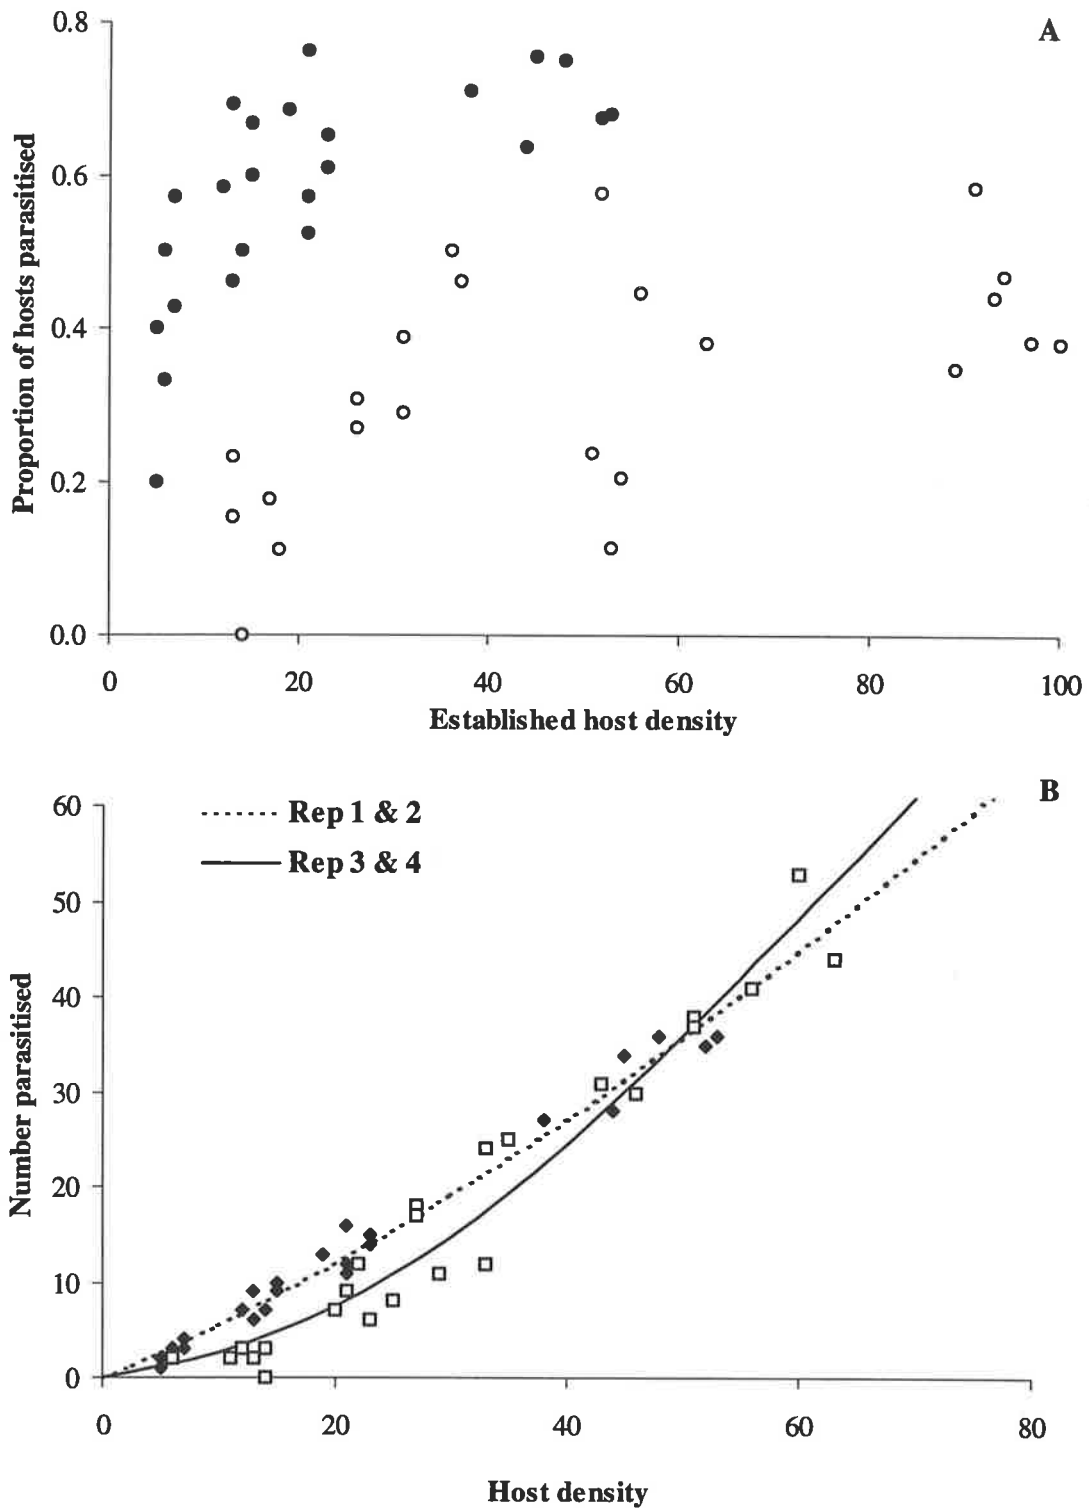 A
0.8
0.6
0.4
0.2
0.0
Proportion of hosts parasitised
0 20 40 60 80 100
Established host density
B
Rep 1 & 2
Rep 3 & 4
60
50
40
30
20
10
0
Number parasitised
0 20 40 60 80
Host density